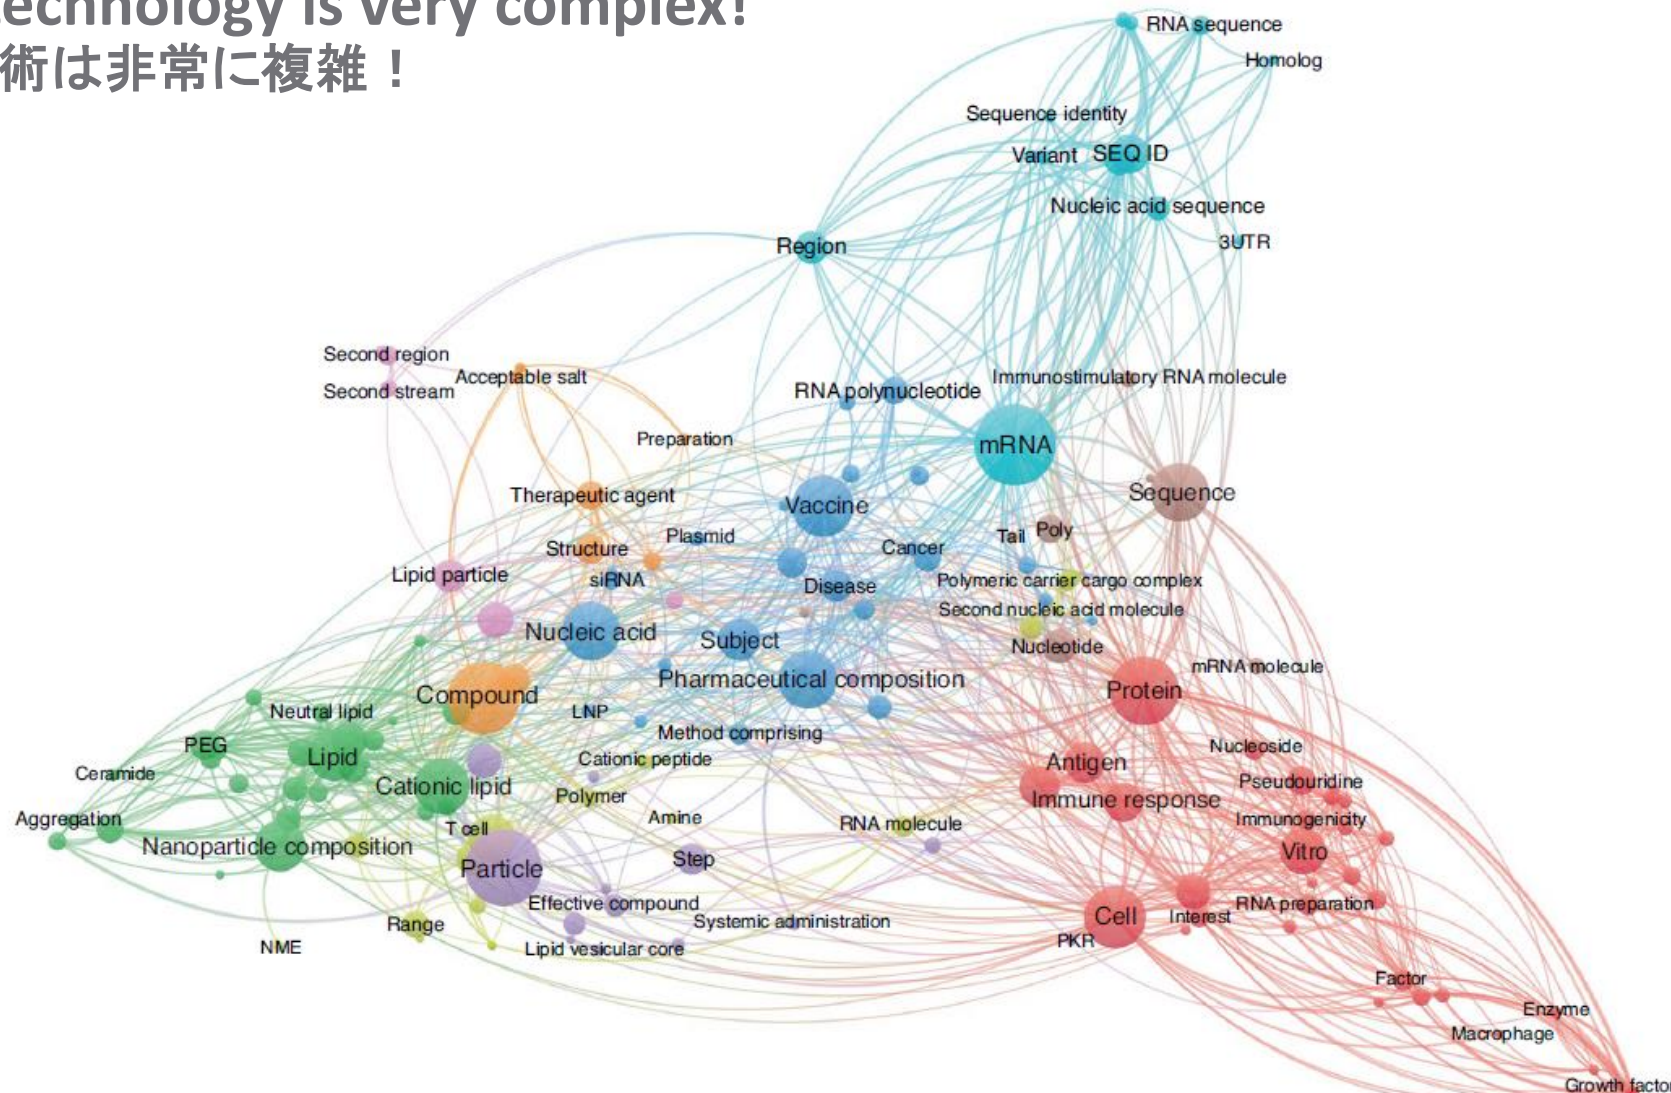 technology is very complex!
術は非常に複雑！
RNA sequence
Homolog
Sequence identity
Variant
SEQ ID
Nucleic acid sequence
3UTR
Region
Second region
Second stream
Acceptable salt
RNA polynucleotide
Immunostimulatory RNA molecule
Preparation
mRNA
Therapeutic agent
Vaccine
Sequence
Structure
Plasmid
Cancer
Tail
Poly
Lipid particle
siRNA
Disease
Polymeric carrier cargo complex
Second nucleic acid molecule
Nucleic acid
Subject
Nucleotide
mRNA molecule
Compound
Pharmaceutical composition
Protein
Neutral lipid
LNP
Method comprising
PEG
Lipid
Cationic peptide
Antigen
Nucleoside
Ceramide
Cationic lipid
Polymer
Immune response
Pseudouridine
Aggregation
T cell
Amine
RNA molecule
Immunogenicity
Nanoparticle composition
Particle
Step
Vitro
Effective compound
Range
Systemic administration
Cell
Interest
RNA preparation
NME
Lipid vesicular core
PKR
Factor
Enzyme
Macrophage
Growth factor